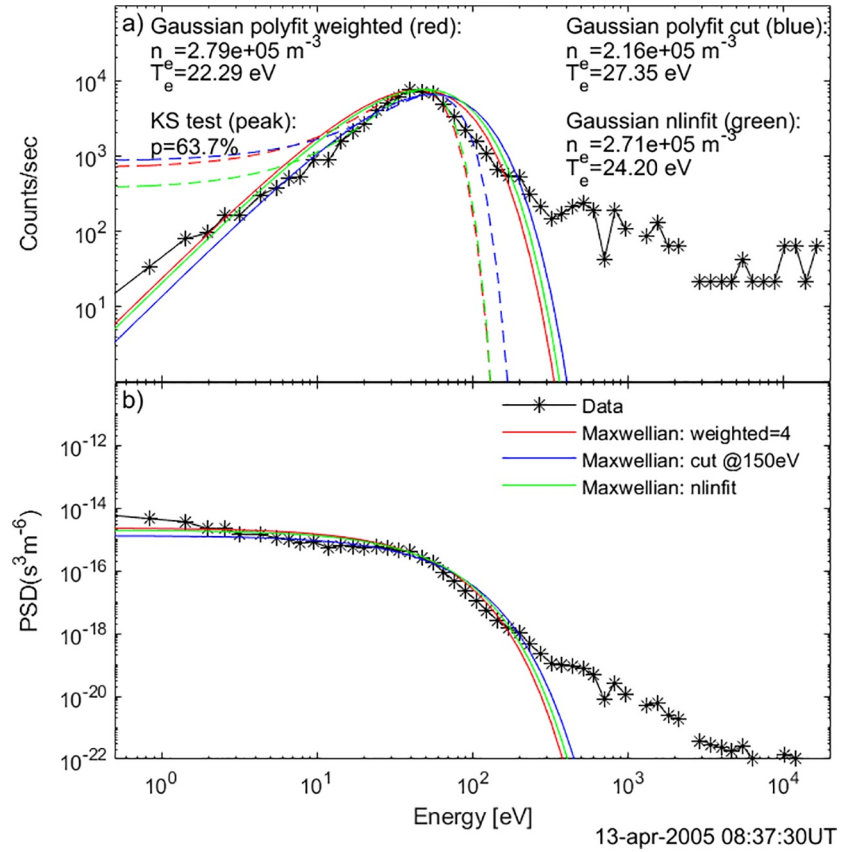 a) Gaussian polyfit weighted (red):
n_e=2.79e+05 m^-3
T_e=22.29 eV
KS test (peak):
p=63.7%
Gaussian polyfit cut (blue):
n_e=2.16e+05 m^-3
T_e=27.35 eV
Gaussian nlinfit (green):
n_e=2.71e+05 m^-3
T_e=24.20 eV
Counts/sec
10^4
10^3
10^2
10^1
b)
Data
Maxwellian: weighted=4
Maxwellian: cut @150eV
Maxwellian: nlinfit
PSD(s^3m^-6)
10^-12
10^-14
10^-16
10^-18
10^-20
10^-22
10^0 10^1 10^2 10^3 10^4
Energy [eV]
13-apr-2005 08:37:30UT